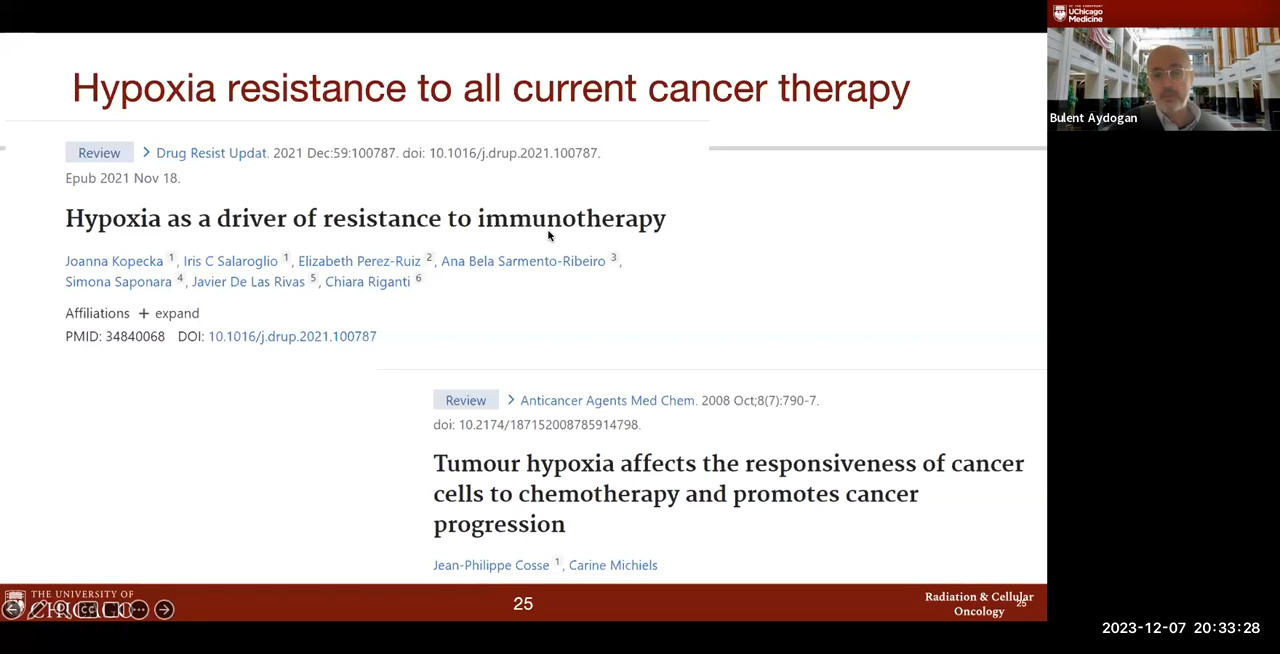 Hypoxia resistance to all current cancer therapy
Review > Drug Resist Updat. 2021 Dec:59:100787. doi: 10.1016/j.drup.2021.100787.
Epub 2021 Nov 18.
Hypoxia as a driver of resistance to immunotherapy
Joanna Kopecka 1, Iris C Salaroglio 1, Elizabeth Perez-Ruiz 2, Ana Bela Sarmento-Ribeiro 3,
Simona Saponara 4, Javier De Las Rivas 5, Chiara Riganti 6
Affiliations + expand
PMID: 34840068 DOI: 10.1016/j.drup.2021.100787
Review > Anticancer Agents Med Chem. 2008 Oct;8(7):790-7.
doi: 10.2174/187152008785914798.
Tumour hypoxia affects the responsiveness of cancer
cells to chemotherapy and promotes cancer
progression
Jean-Philippe Cosse 1, Carine Michiels
THE UNIVERSITY OF
CHICAGO
25
Radiation & Cellular
Oncology
25
UChicago
Medicine
Bulent Aydogan
2023-12-07 20:33:28